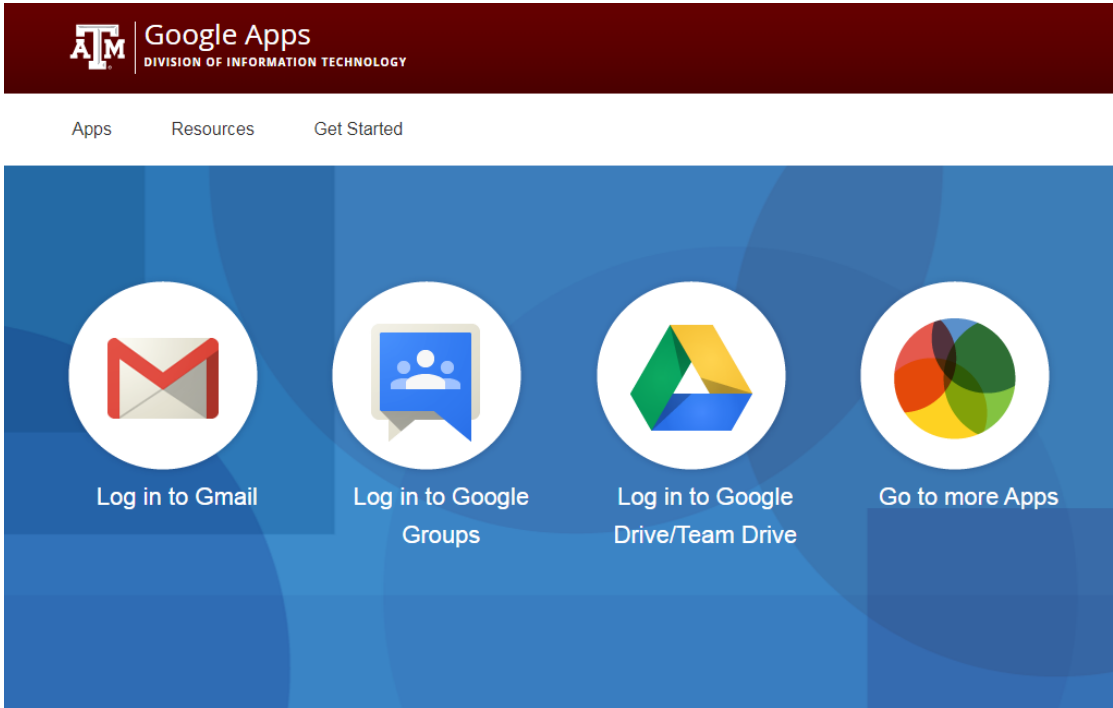 ATM
Google Apps
DIVISION OF INFORMATION TECHNOLOGY
Apps
Resources
Get Started
Log in to Gmail
Log in to Google
Groups
Log in to Google
Drive/Team Drive
Go to more Apps